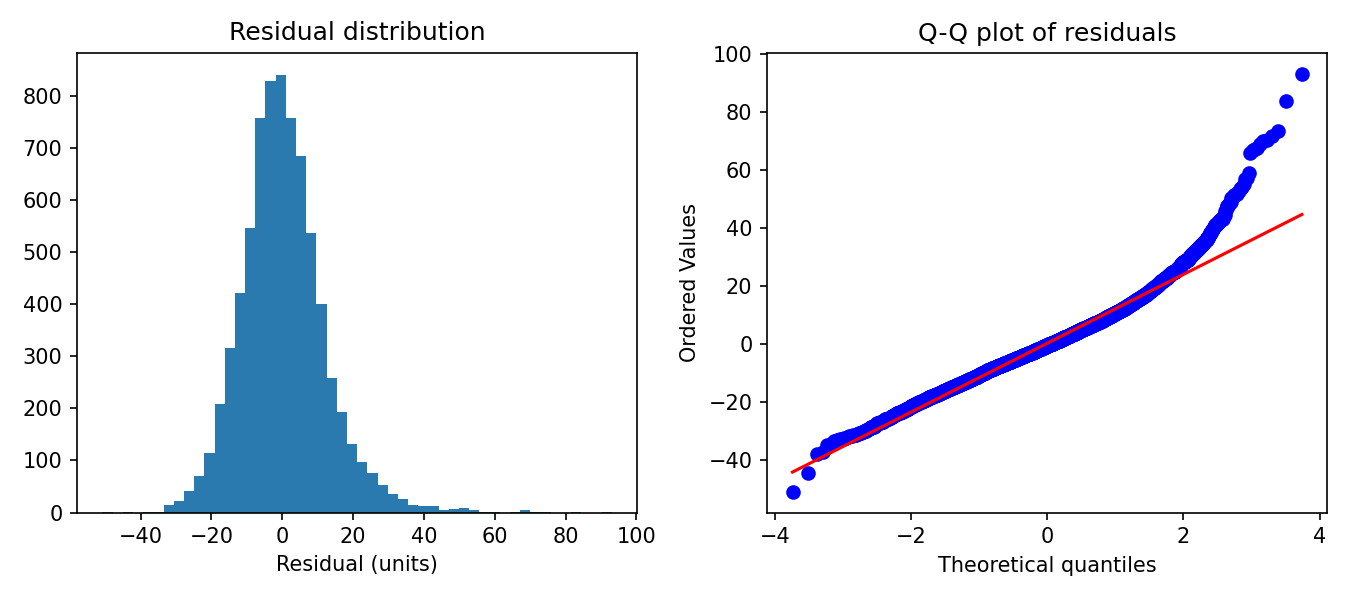 Residual distribution
800
700
600
500
400
300
200
100
0
−40 −20 0 20 40 60 80 100
Residual (units)
Q-Q plot of residuals
Ordered Values
100
80
60
40
20
0
−20
−40
−4 −2 0 2 4
Theoretical quantiles